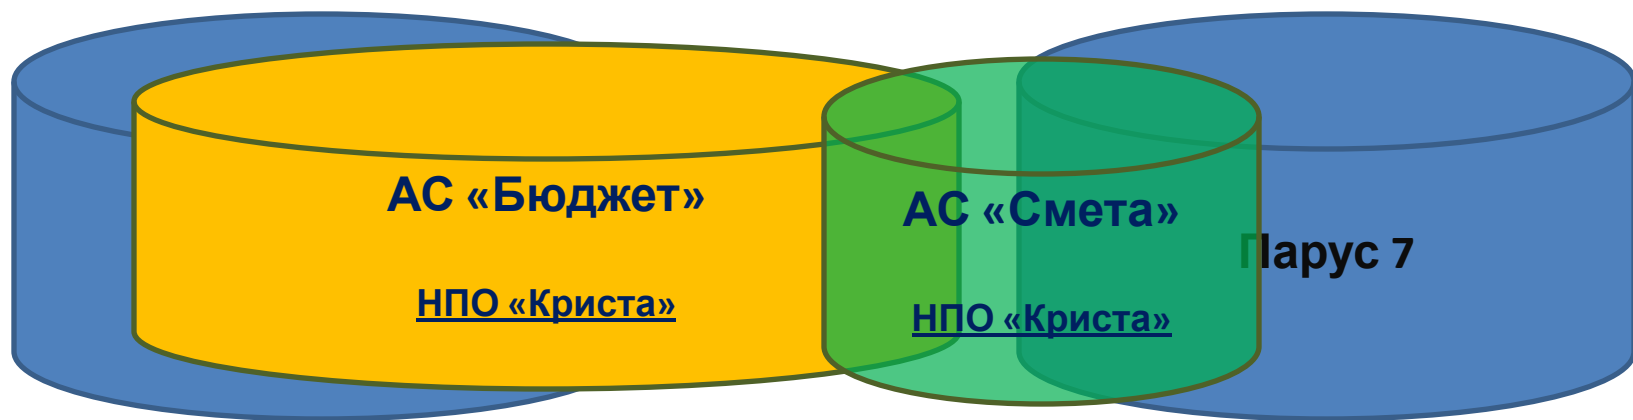 АС «Бюджет»
НПО «Криста»
АС «Смета»
НПО «Криста»
Парус 7